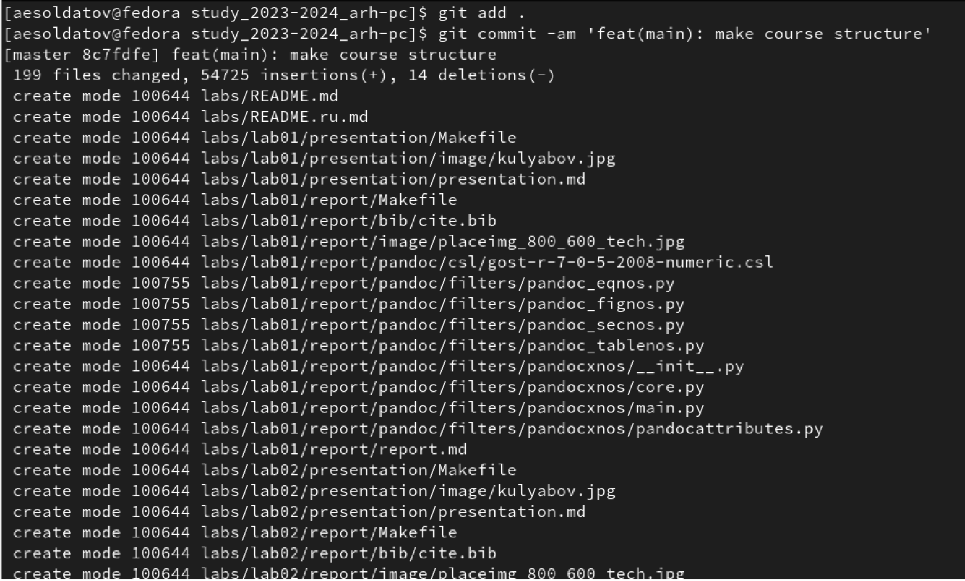 [aesoldatov@fedora study_2023-2024_arh-pc]$ git add .
[aesoldatov@fedora study_2023-2024_arh-pc]$ git commit -am 'feat(main): make course structure'
[master 8c7fdfe] feat(main): make course structure
 199 files changed, 54725 insertions(+), 14 deletions(-)
 create mode 100644 labs/README.md
 create mode 100644 labs/README.ru.md
 create mode 100644 labs/lab01/presentation/Makefile
 create mode 100644 labs/lab01/presentation/image/kulyabov.jpg
 create mode 100644 labs/lab01/presentation/presentation.md
 create mode 100644 labs/lab01/report/Makefile
 create mode 100644 labs/lab01/report/bib/cite.bib
 create mode 100644 labs/lab01/report/image/placeimg_800_600_tech.jpg
 create mode 100644 labs/lab01/report/pandoc/csl/gost-r-7-0-5-2008-numeric.csl
 create mode 100755 labs/lab01/report/pandoc/filters/pandoc_eqnos.py
 create mode 100755 labs/lab01/report/pandoc/filters/pandoc_fignos.py
 create mode 100755 labs/lab01/report/pandoc/filters/pandoc_secnos.py
 create mode 100755 labs/lab01/report/pandoc/filters/pandoc_tablenos.py
 create mode 100644 labs/lab01/report/pandoc/filters/pandocxnos/__init__.py
 create mode 100644 labs/lab01/report/pandoc/filters/pandocxnos/core.py
 create mode 100644 labs/lab01/report/pandoc/filters/pandocxnos/main.py
 create mode 100644 labs/lab01/report/pandoc/filters/pandocxnos/pandocattributes.py
 create mode 100644 labs/lab01/report/report.md
 create mode 100644 labs/lab02/presentation/Makefile
 create mode 100644 labs/lab02/presentation/image/kulyabov.jpg
 create mode 100644 labs/lab02/presentation/presentation.md
 create mode 100644 labs/lab02/report/Makefile
 create mode 100644 labs/lab02/report/bib/cite.bib
 create mode 100644 labs/lab02/report/image/placeimg_800_600_tech.jpg